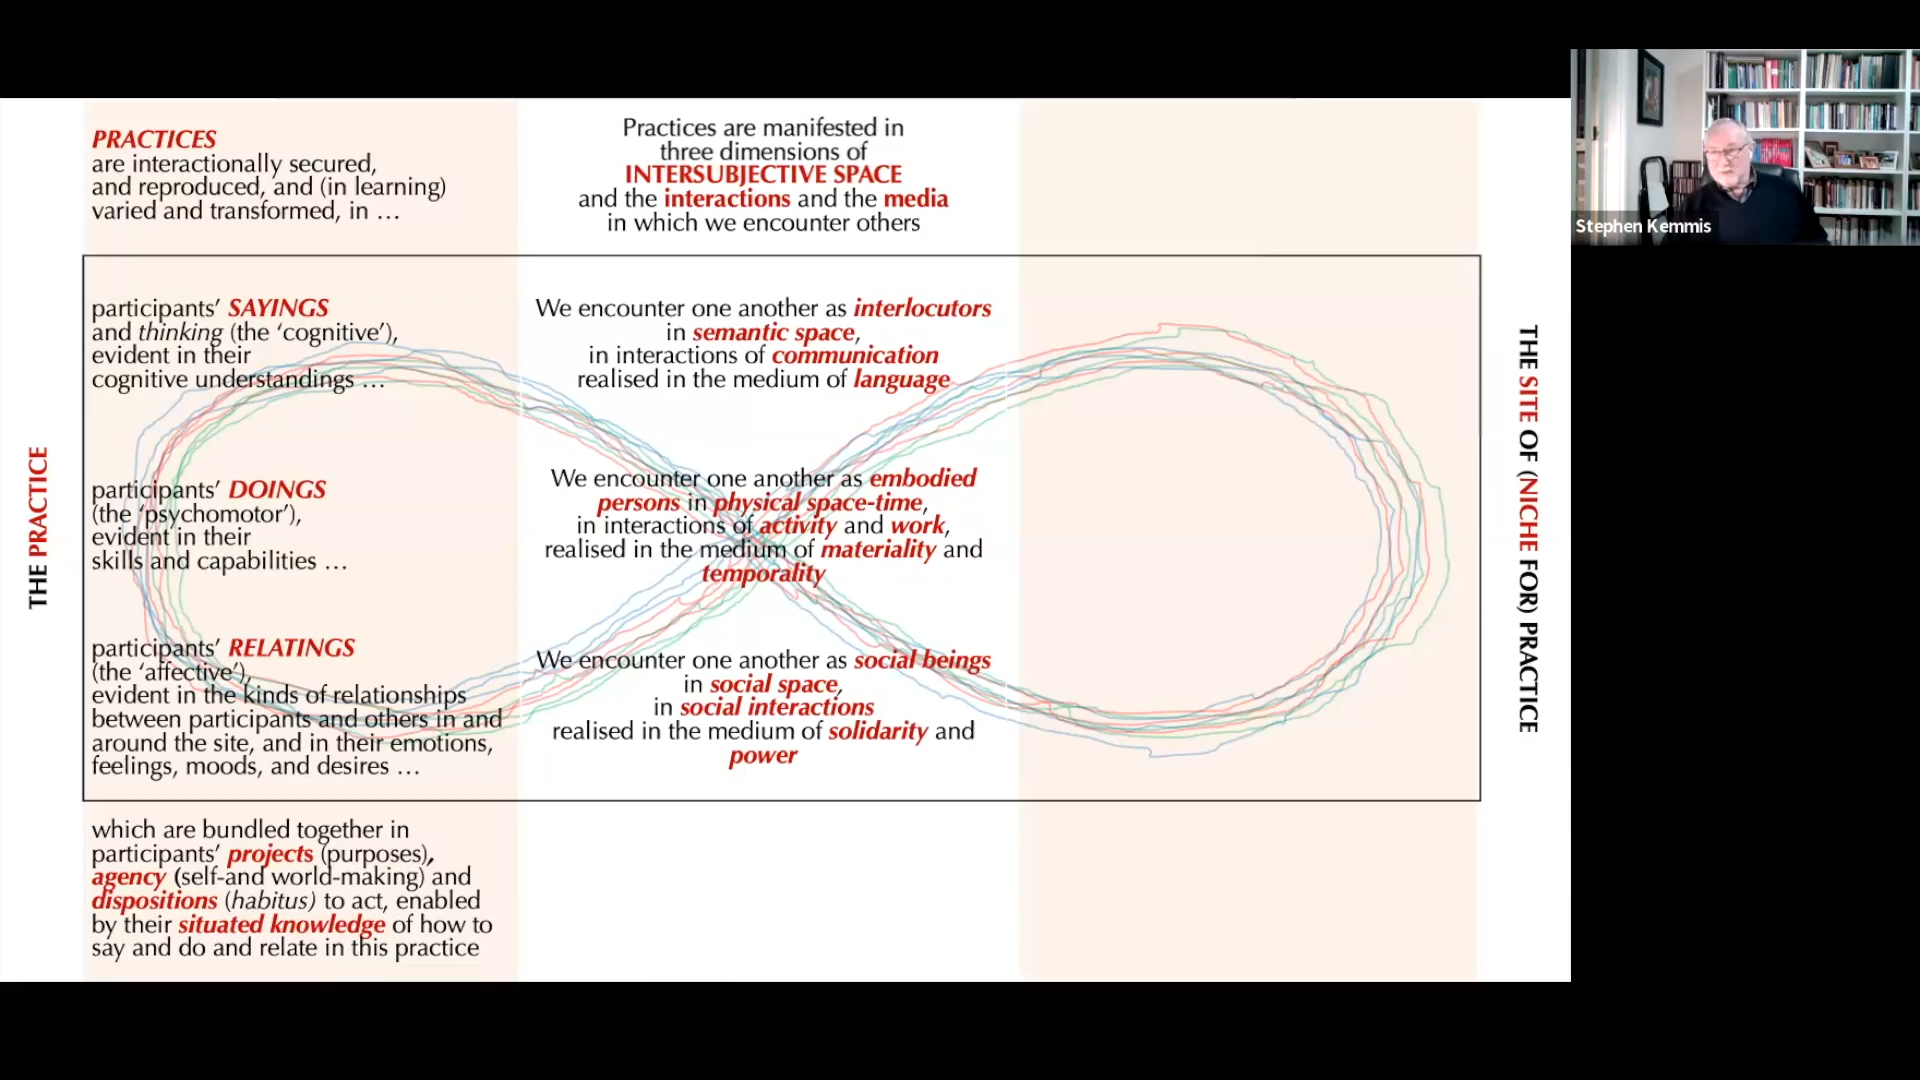 PRACTICES
are interactionally secured,
and reproduced, and (in learning)
varied and transformed, in …
Practices are manifested in
three dimensions of
INTERSUBJECTIVE SPACE
and the interactions and the media
in which we encounter others
THE PRACTICE
participants’ SAYINGS
and thinking (the ‘cognitive’),
evident in their
cognitive understandings …
We encounter one another as interlocutors
in semantic space,
in interactions of communication
realised in the medium of language
participants’ DOINGS
(the ‘psychomotor’),
evident in their
skills and capabilities …
We encounter one another as embodied
persons in physical space-time,
in interactions of activity and work,
realised in the medium of materiality and
temporality
participants’ RELATINGS
(the ‘affective’),
evident in the kinds of relationships
between participants and others in and
around the site, and in their emotions,
feelings, moods, and desires …
We encounter one another as social beings
in social space,
in social interactions
realised in the medium of solidarity and
power
THE SITE OF (NICHE FOR) PRACTICE
which are bundled together in
participants’ projects (purposes),
agency (self-and world-making) and
dispositions (habitus) to act, enabled
by their situated knowledge of how to
say and do and relate in this practice
Stephen Kemmis